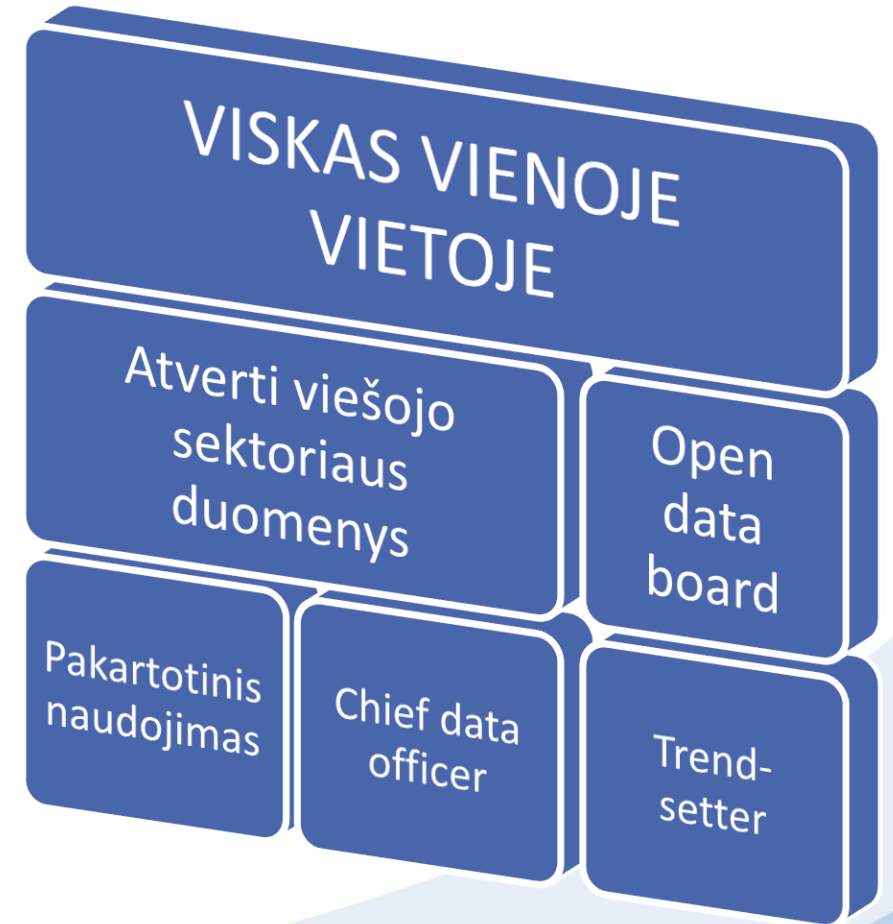 VISKAS VIENOJE
VIETOJE
Atverti viešojo
sektoriaus
duomenys
Open
data
board
Pakartotinis
naudojimas
Chief data
officer
Trend-
setter